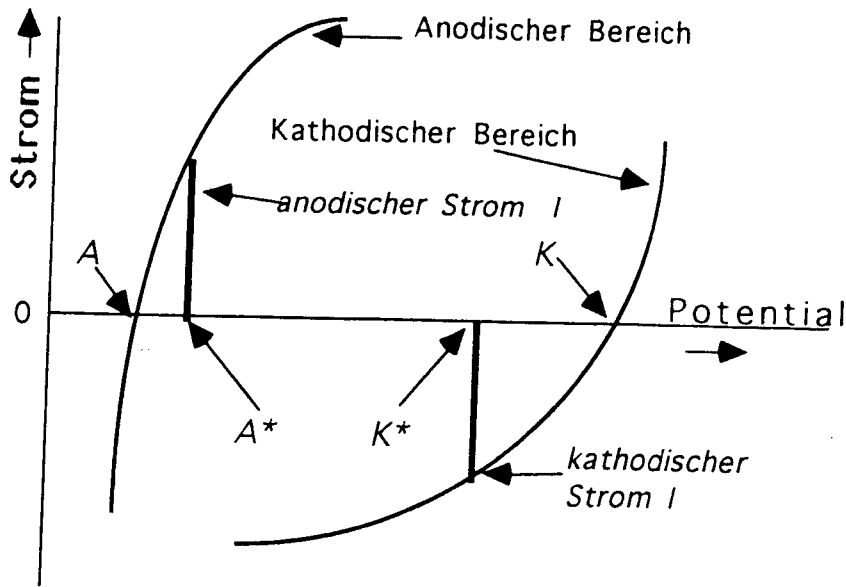 Strom
Anodischer Bereich
Kathodischer Bereich
anodischer Strom I
A
K
0
Potential
A*
K*
kathodischer
Strom I